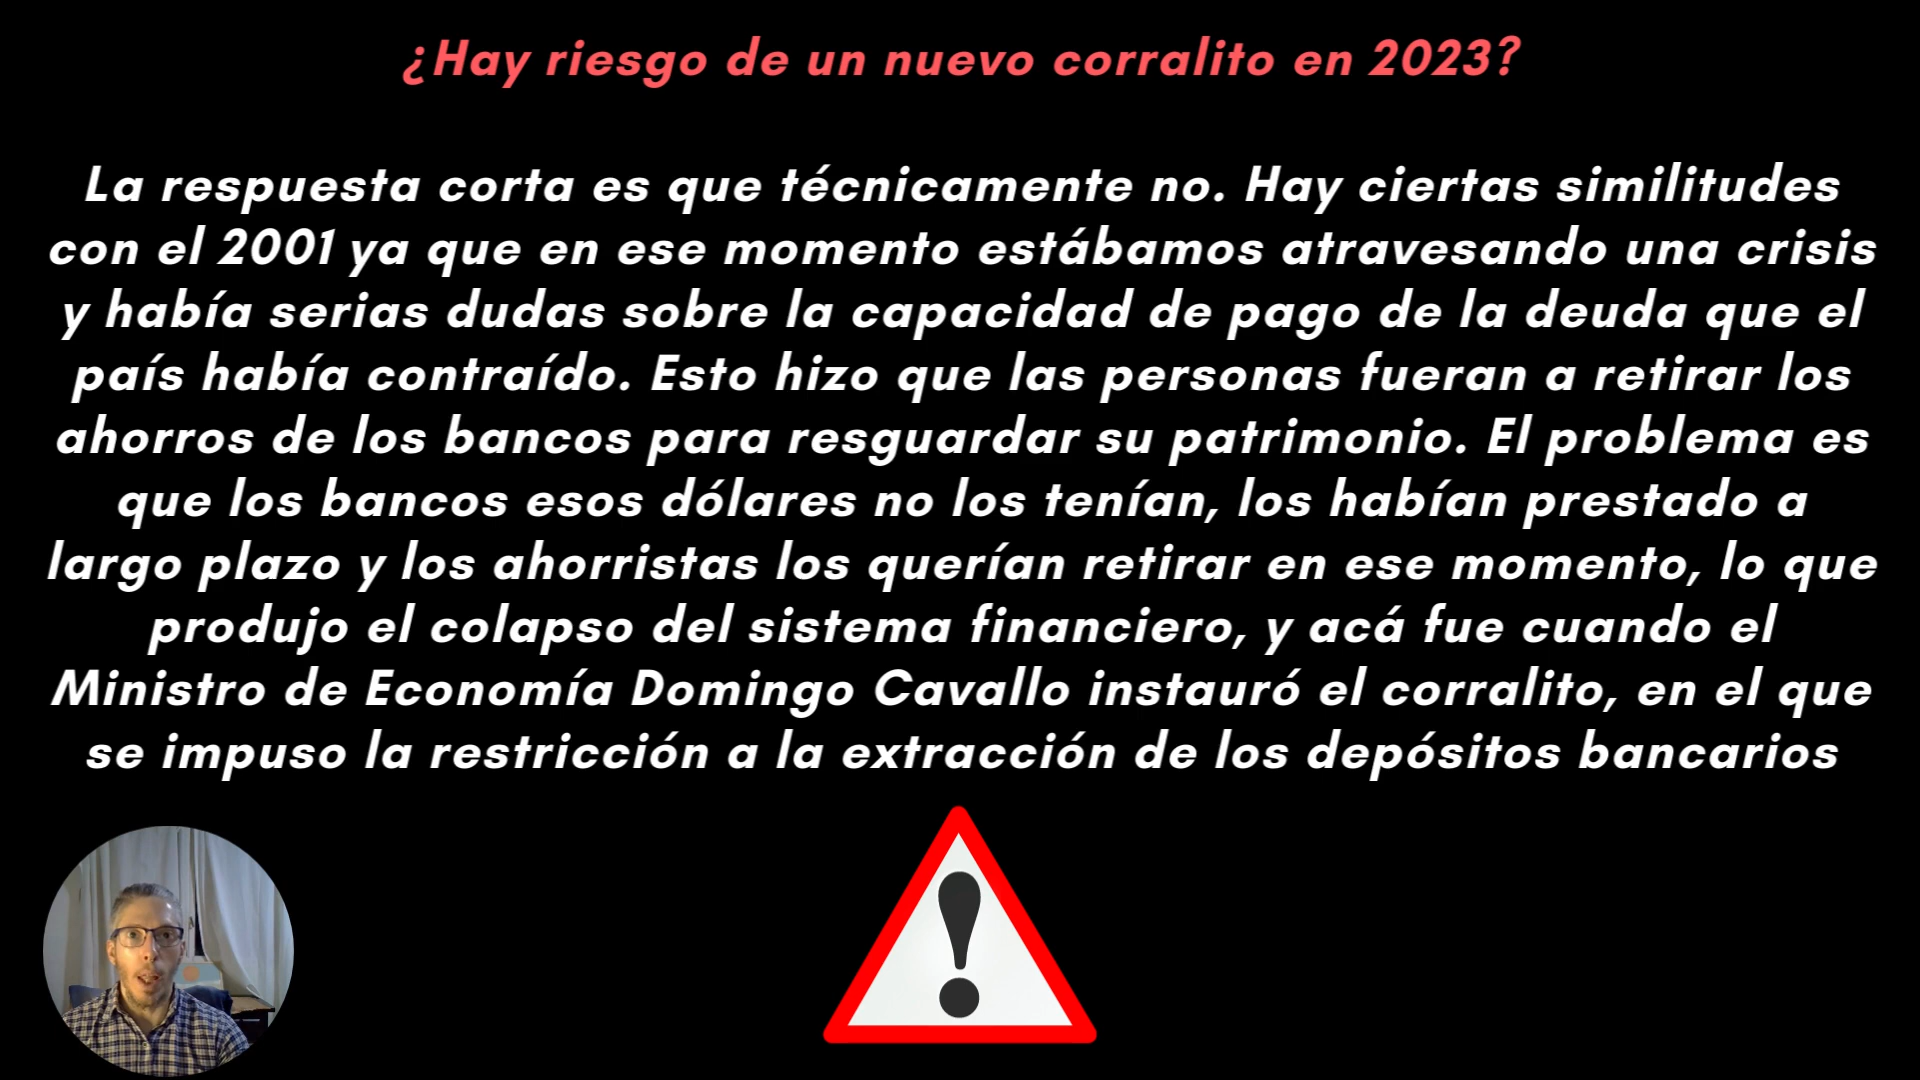 ¿Hay riesgo de un nuevo corralito en 2023?
La respuesta corta es que técnicamente no. Hay ciertas similitudes
con el 2001 ya que en ese momento estábamos atravesando una crisis
y había serias dudas sobre la capacidad de pago de la deuda que el
país había contraído. Esto hizo que las personas fueran a retirar los
ahorros de los bancos para resguardar su patrimonio. El problema es
que los bancos esos dólares no los tenían, los habían prestado a
largo plazo y los ahorristas los querían retirar en ese momento, lo que
produjo el colapso del sistema financiero, y acá fue cuando el
Ministro de Economía Domingo Cavallo instauró el corralito, en el que
se impuso la restricción a la extracción de los depósitos bancarios
!